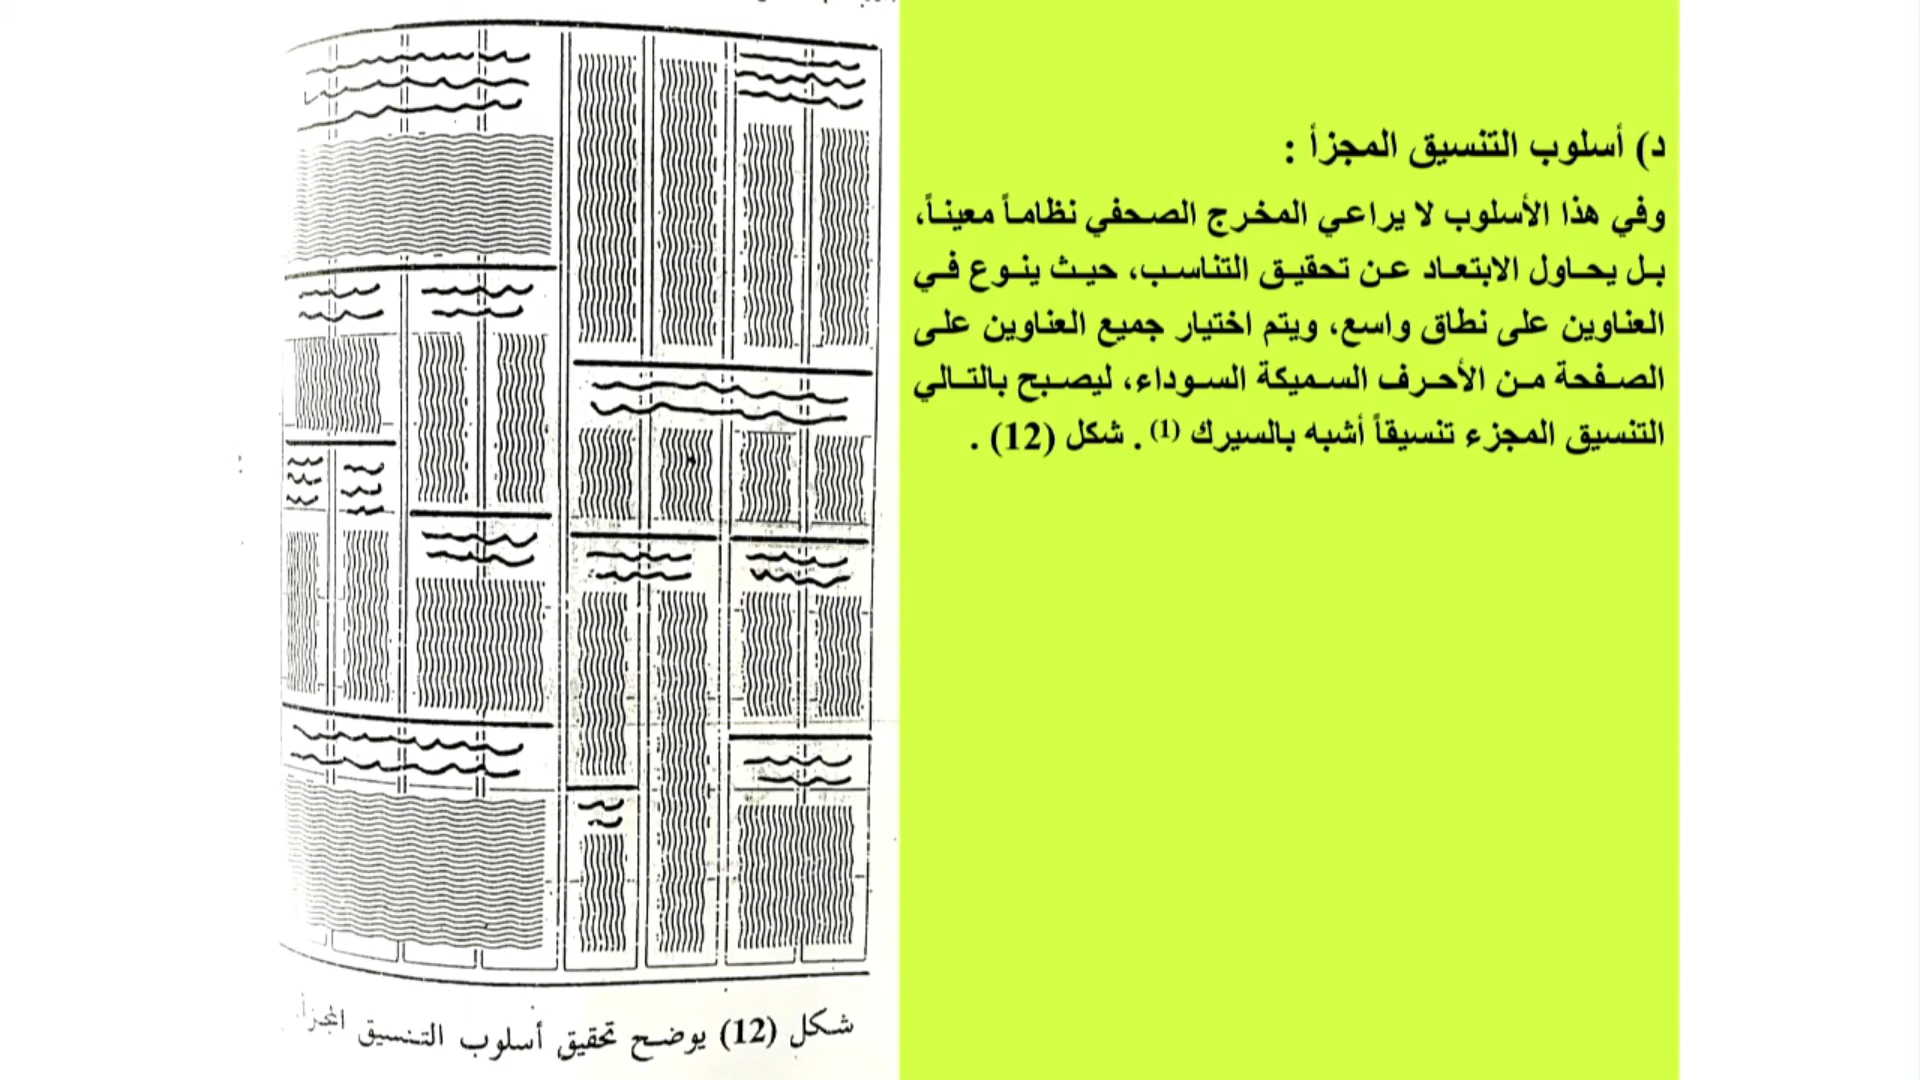 د) أسلوب التنسيق المجزأ :
وفي هذا الأسلوب لا يراعي المخرج الصحفي نظاماً معيناً،
بل يحاول الابتعاد عن تحقيق التناسب، حيث ينوع في
العناوين على نطاق واسع، ويتم اختيار جميع العناوين على
الصفحة من الأحرف السميكة السوداء، ليصبح بالتالي
التنسيق المجزء تنسيقاً أشبه بالسيرك (1) . شكل (12) .
شكل (12) يوضح تحقيق أسلوب التنسيق المجزأ.